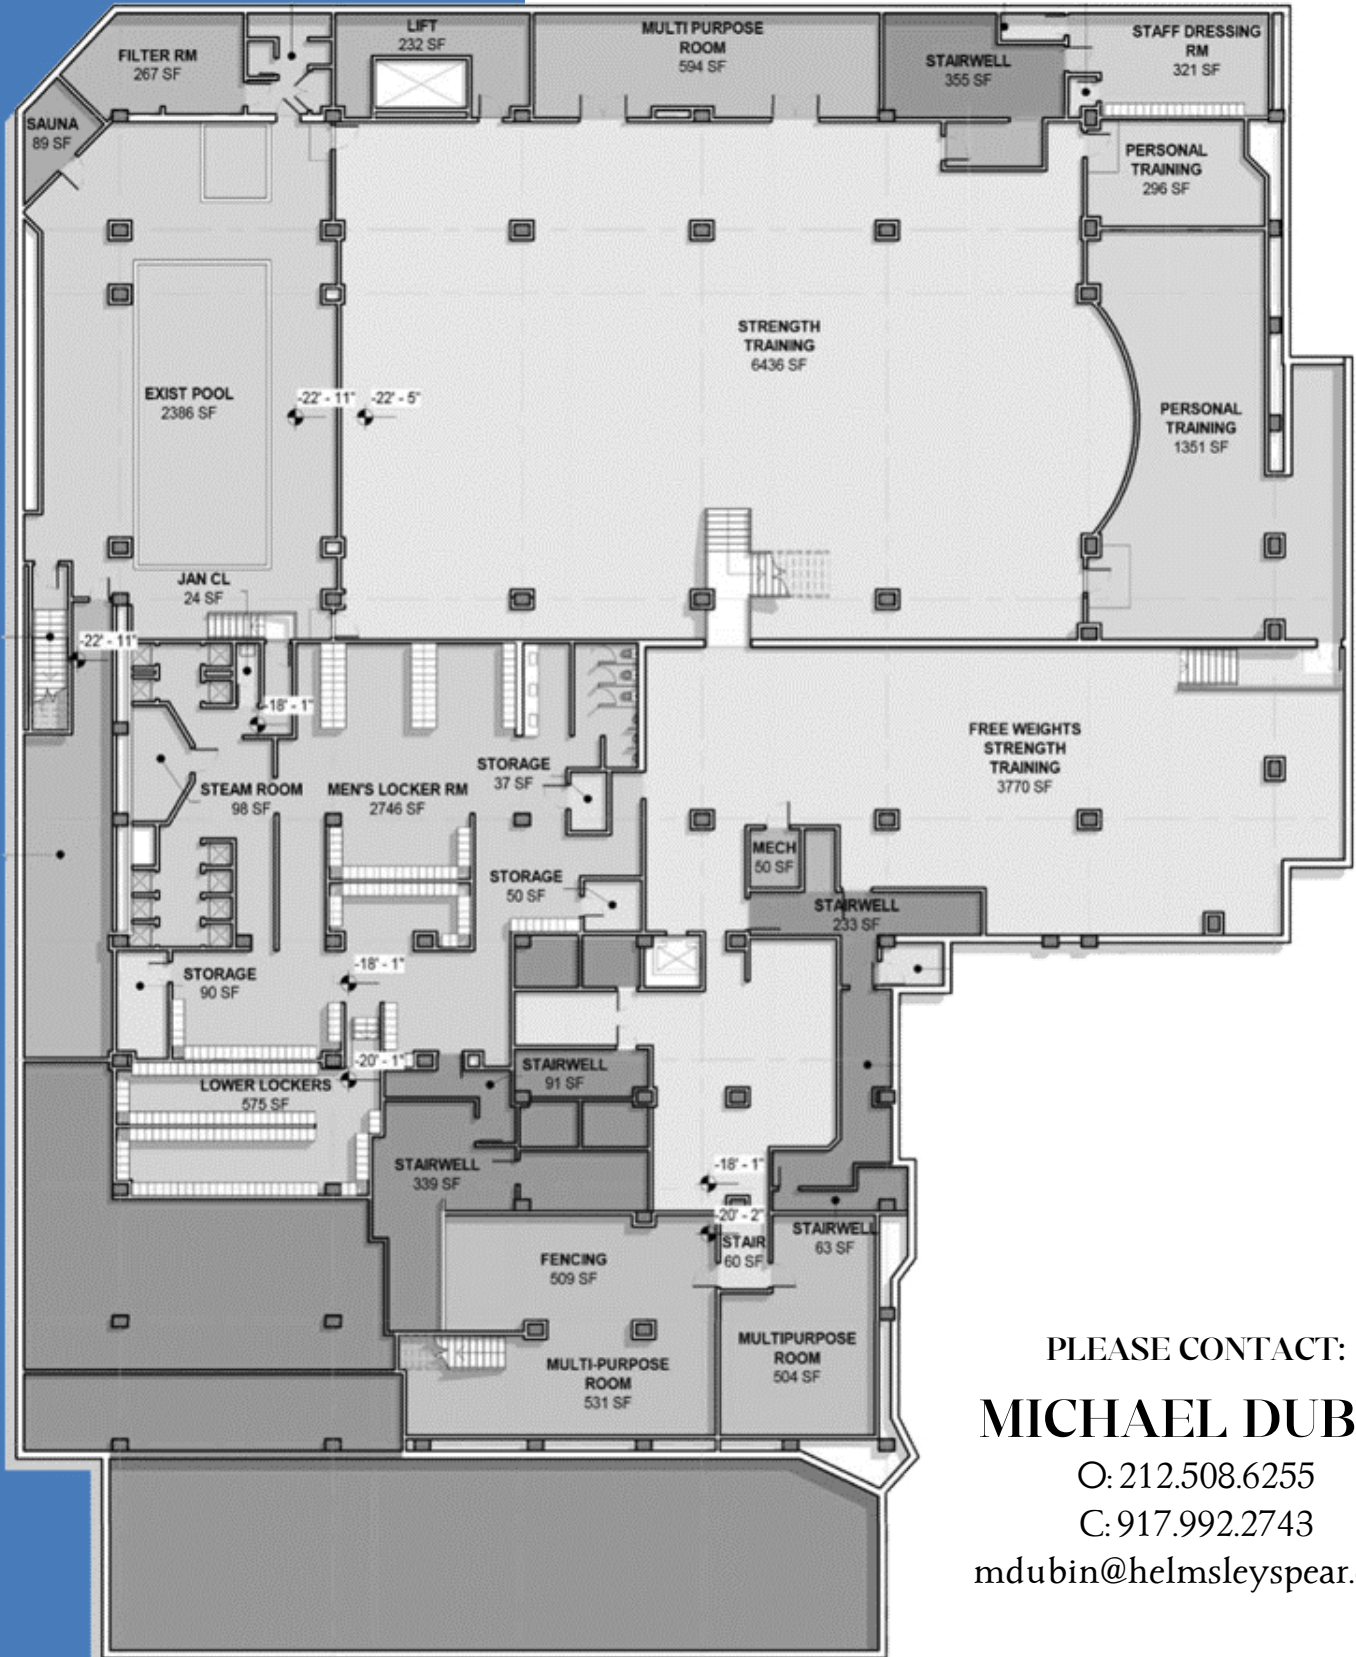 FILTER RM
267 SF
LIFT
232 SF
MULTI PURPOSE
ROOM
594 SF
STAIRWELL
355 SF
STAFF DRESSING
RM
321 SF
SAUNA
89 SF
PERSONAL
TRAINING
296 SF
STRENGTH
TRAINING
6436 SF
EXIST POOL
2386 SF
-22' - 11"
-22' - 5"
PERSONAL
TRAINING
1351 SF
JAN CL
24 SF
-22' - 11"
-18' - 1"
FREE WEIGHTS
STRENGTH
TRAINING
3770 SF
STORAGE
37 SF
STEAM ROOM
98 SF
MEN'S LOCKER RM
2746 SF
MECH
50 SF
STORAGE
50 SF
STAIRWELL
233 SF
STORAGE
90 SF
-18' - 1"
-20' - 1"
STAIRWELL
91 SF
LOWER LOCKERS
575 SF
STAIRWELL
339 SF
-18' - 1"
-20' - 2"
STAIR
60 SF
STAIRWELL
63 SF
FENCING
509 SF
MULTIPURPOSE
ROOM
504 SF
MULTI-PURPOSE
ROOM
531 SF
PLEASE CONTACT:
MICHAEL DUB
O: 212.508.6255
C: 917.992.2743
mdubin@helmsleyspear.